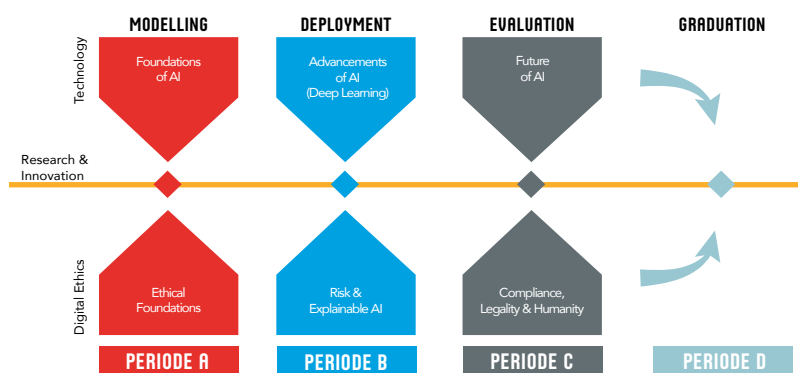 MODELLING
DEPLOYMENT
EVALUATION
GRADUATION
Technology
Foundations
of AI
Advancements
of AI
(Deep Learning)
Future
of AI
Research &
Innovation
Digital Ethics
Ethical
Foundations
Risk &
Explainable AI
Compliance,
Legality & Humanity
PERIODE A
PERIODE B
PERIODE C
PERIODE D